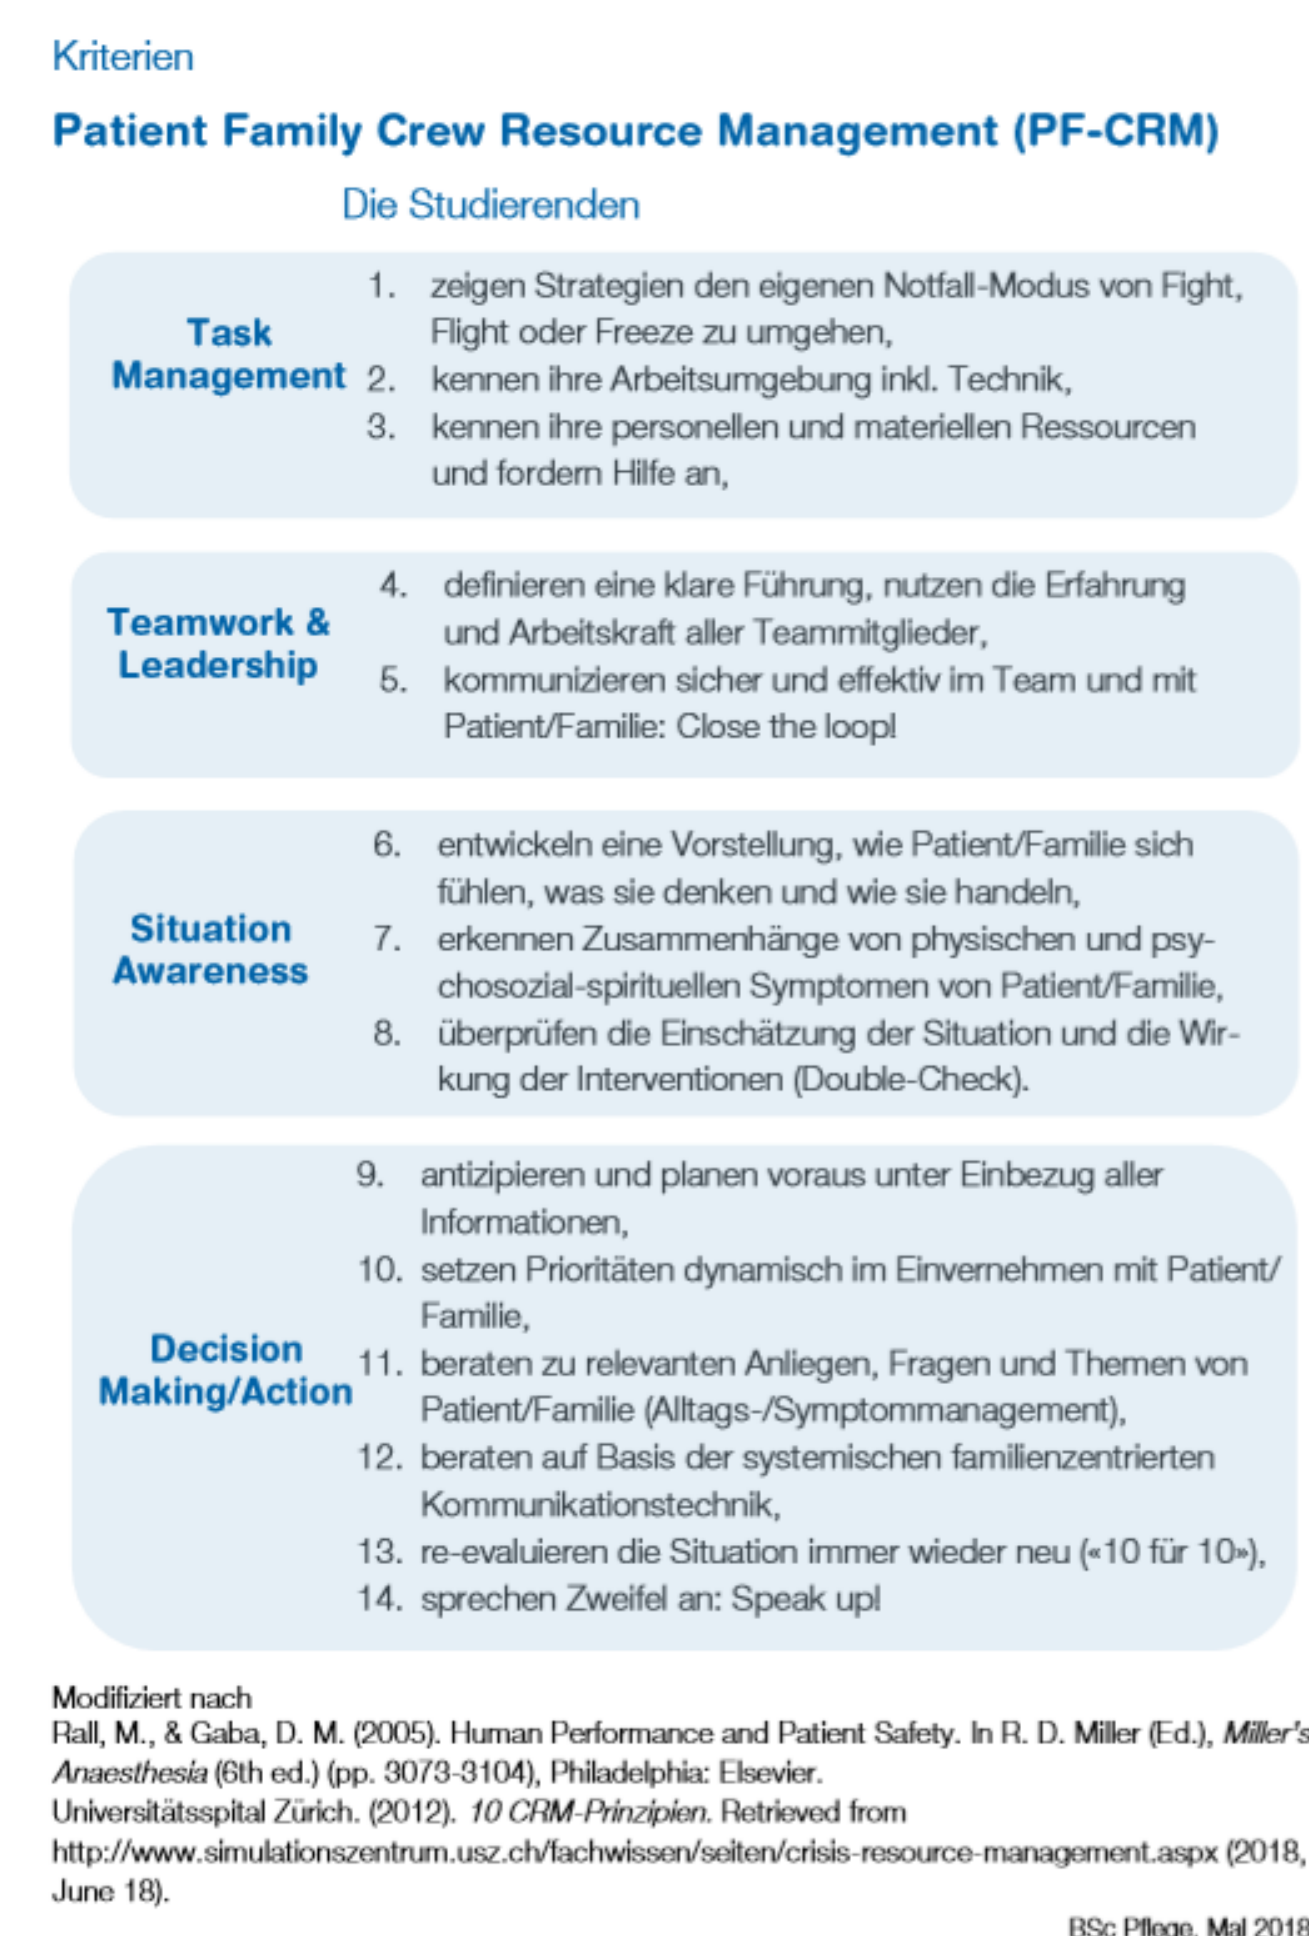 Kriterien
Patient Family Crew Resource Management (PF-CRM)
Die Studierenden
Task
Management
1. zeigen Strategien den eigenen Notfall-Modus von Fight,
Flight oder Freeze zu umgehen,
2. kennen ihre Arbeitsumgebung inkl. Technik,
3. kennen ihre personellen und materiellen Ressourcen
und fordern Hilfe an,
Teamwork &
Leadership
4. definieren eine klare Führung, nutzen die Erfahrung
und Arbeitskraft aller Teammitglieder,
5. kommunizieren sicher und effektiv im Team und mit
Patient/Familie: Close the loop!
Situation
Awareness
6. entwickeln eine Vorstellung, wie Patient/Familie sich
fühlen, was sie denken und wie sie handeln,
7. erkennen Zusammenhänge von physischen und psy-
chosozial-spirituellen Symptomen von Patient/Familie,
8. überprüfen die Einschätzung der Situation und die Wir-
kung der Interventionen (Double-Check).
Decision
Making/Action
9. antizipieren und planen voraus unter Einbezug aller
Informationen,
10. setzen Prioritäten dynamisch im Einvernehmen mit Patient/
Familie,
11. beraten zu relevanten Anliegen, Fragen und Themen von
Patient/Familie (Alltags-/Symptommanagement),
12. beraten auf Basis der systemischen familienzentrierten
Kommunikationstechnik,
13. re-evaluieren die Situation immer wieder neu («10 für 10»),
14. sprechen Zweifel an: Speak up!
Modifiziert nach
Rall, M., & Gaba, D. M. (2005). Human Performance and Patient Safety. In R. D. Miller (Ed.), Miller's
Anaesthesia (6th ed.) (pp. 3073-3104), Philadelphia: Elsevier.
Universitätsspital Zürich. (2012). 10 CRM-Prinzipien. Retrieved from
http://www.simulationszentrum.usz.ch/fachwissen/seiten/crisis-resource-management.aspx (2018,
June 18).
BSc Pflege, Mai 2018